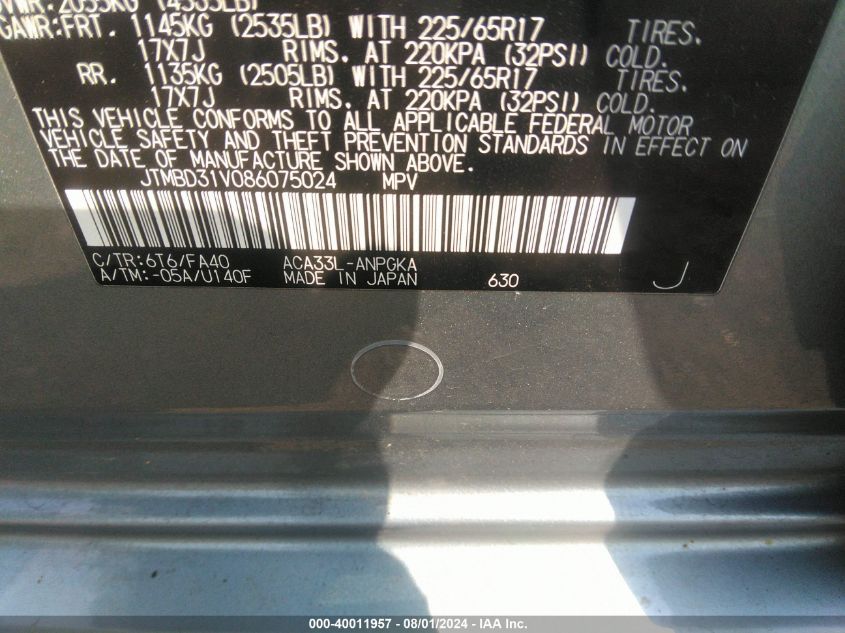 GVWR: 2055KG (4535LB)
GAWR:FRT. 1145KG (2535LB) WITH 225/65R17 TIRES.
17X7J RIMS. AT 220KPA (32PSI) COLD.
RR. 1135KG (2505LB) WITH 225/65R17 TIRES.
17X7J RIMS. AT 220KPA (32PSI) COLD.
THIS VEHICLE CONFORMS TO ALL APPLICABLE FEDERAL MOTOR
VEHICLE SAFETY AND THEFT PREVENTION STANDARDS IN EFFECT ON
THE DATE OF MANUFACTURE SHOWN ABOVE.
JTMBD31V086075024 MPV
C/TR:6T6/FA40 ACA33L-ANPGKA
A/TM:-05A/U140F MADE IN JAPAN 630 J
000-40011957 - 08/01/2024 - IAA Inc.